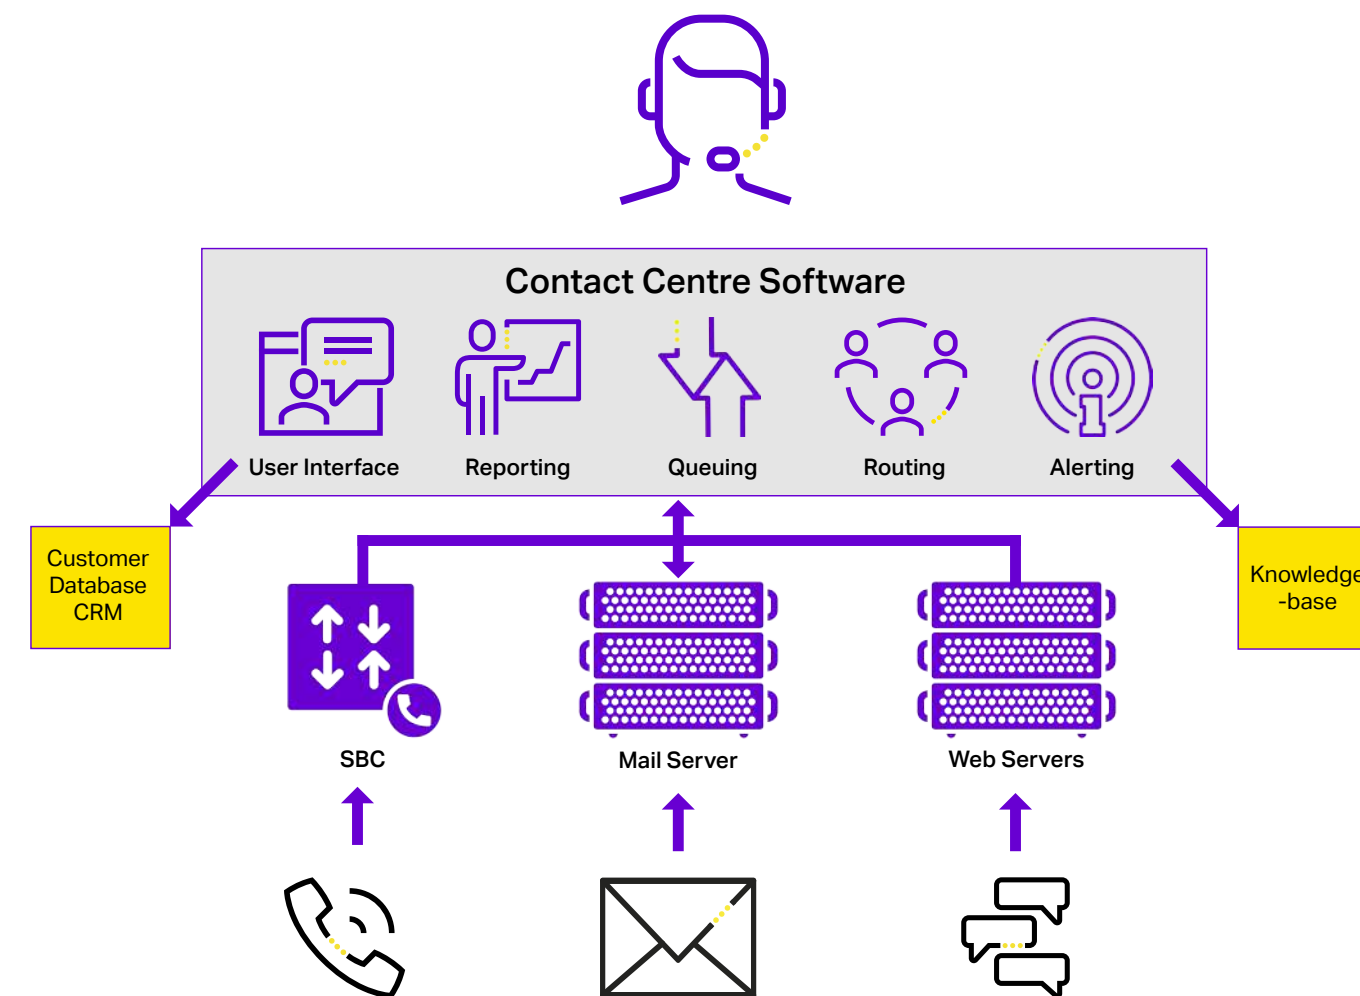 Contact Centre Software
User Interface
Reporting
Queuing
Routing
Alerting
Customer
Database
CRM
Knowledge
-base
SBC
Mail Server
Web Servers